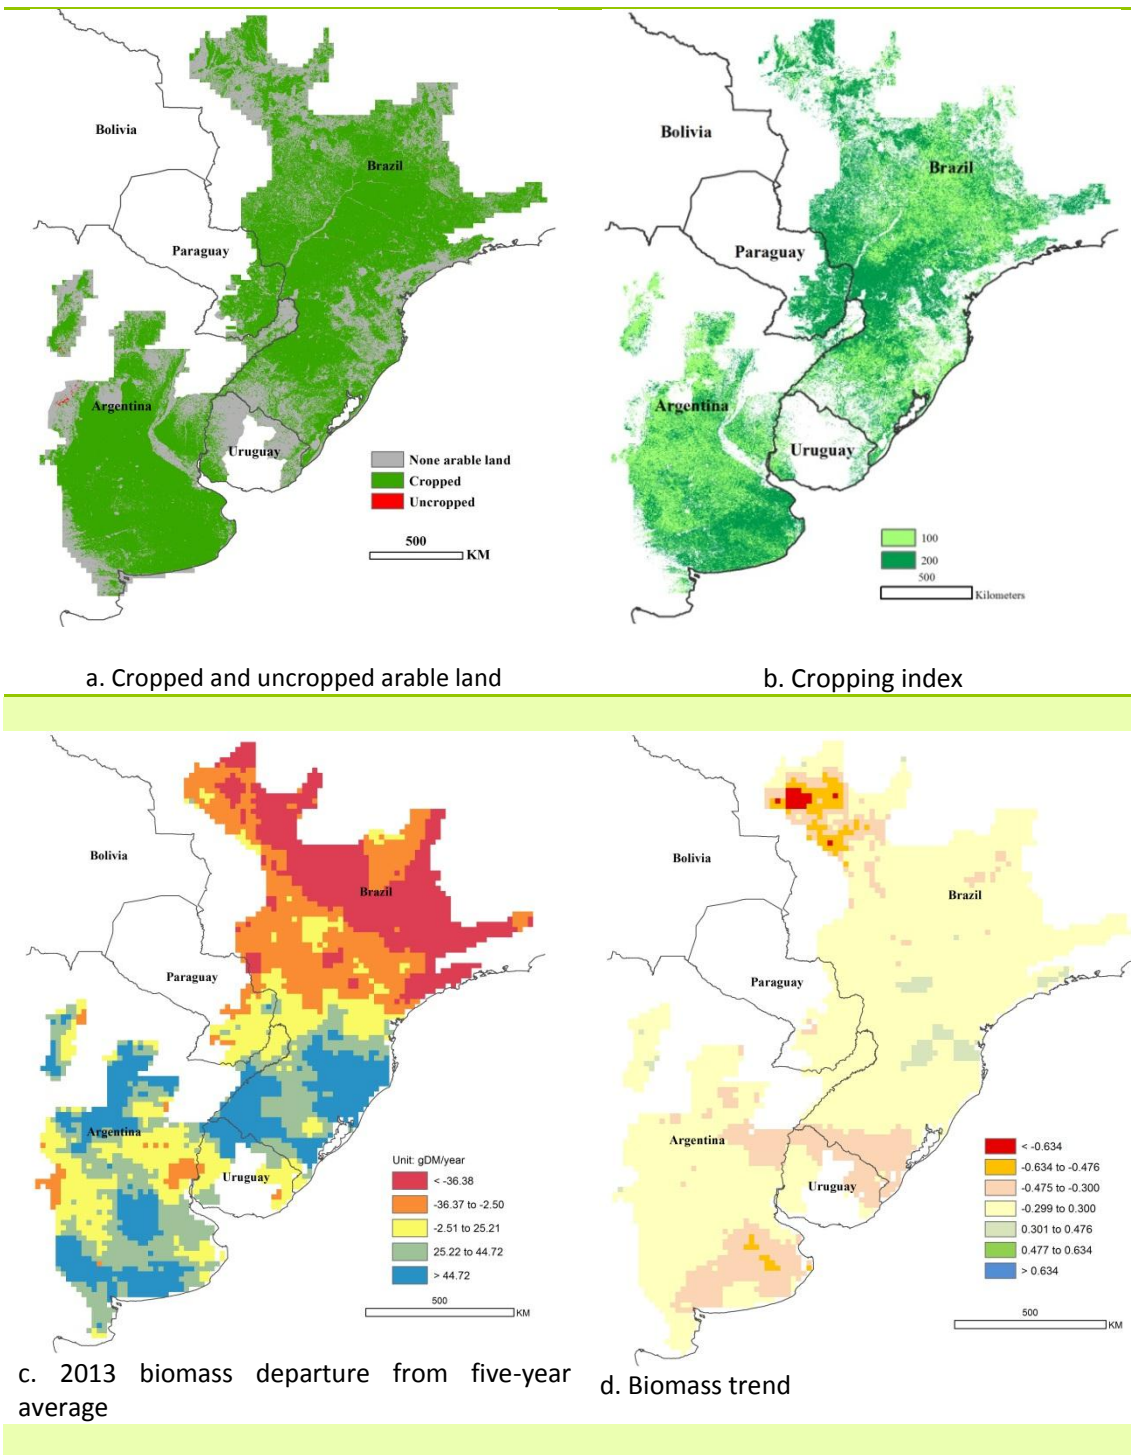 Bolivia
Brazil
Paraguay
Argentina
Uruguay
None arable land
Cropped
Uncropped
500
KM
a. Cropped and uncropped arable land
Bolivia
Brazil
Paraguay
Argentina
Uruguay
100
200
500
Kilometers
b. Cropping index
Bolivia
Brazil
Paraguay
Argentina
Uruguay
Unit: gDM/year
< -36.38
-36.37 to -2.50
-2.51 to 25.21
25.22 to 44.72
> 44.72
500
KM
c. 2013 biomass departure from five-year
average
Bolivia
Brazil
Paraguay
Argentina
Uruguay
< -0.634
-0.634 to -0.476
-0.475 to -0.300
-0.299 to 0.300
0.301 to 0.476
0.477 to 0.634
> 0.634
500
KM
d. Biomass trend